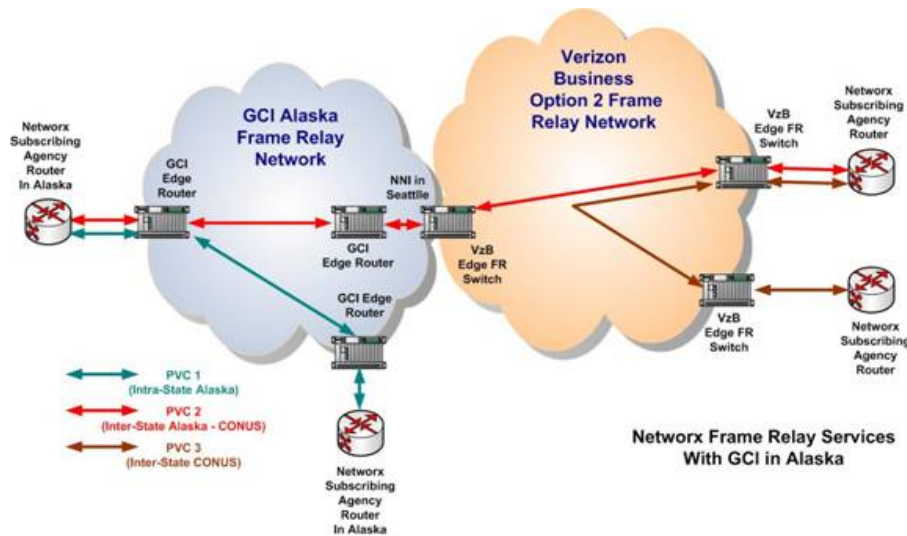 Verizon
Business
Option 2 Frame
Relay Network
GCI Alaska
Frame Relay
Network
Networx
Subscribing
Agency
Router
In Alaska
GCI
Edge
Router
NNI in
Seattle
GCI
Edge Router
VzB
Edge FR
Switch
VzB
Edge FR
Switch
Networx
Subscribing
Agency
Router
GCI Edge
Router
VzB
Edge FR
Switch
Networx
Subscribing
Agency
Router
PVC 1
(Intra-State Alaska)
PVC 2
(Inter-State Alaska - CONUS)
PVC 3
(Inter-State CONUS)
Networx
Subscribing
Agency
Router
In Alaska
Networx Frame Relay Services
With GCI in Alaska